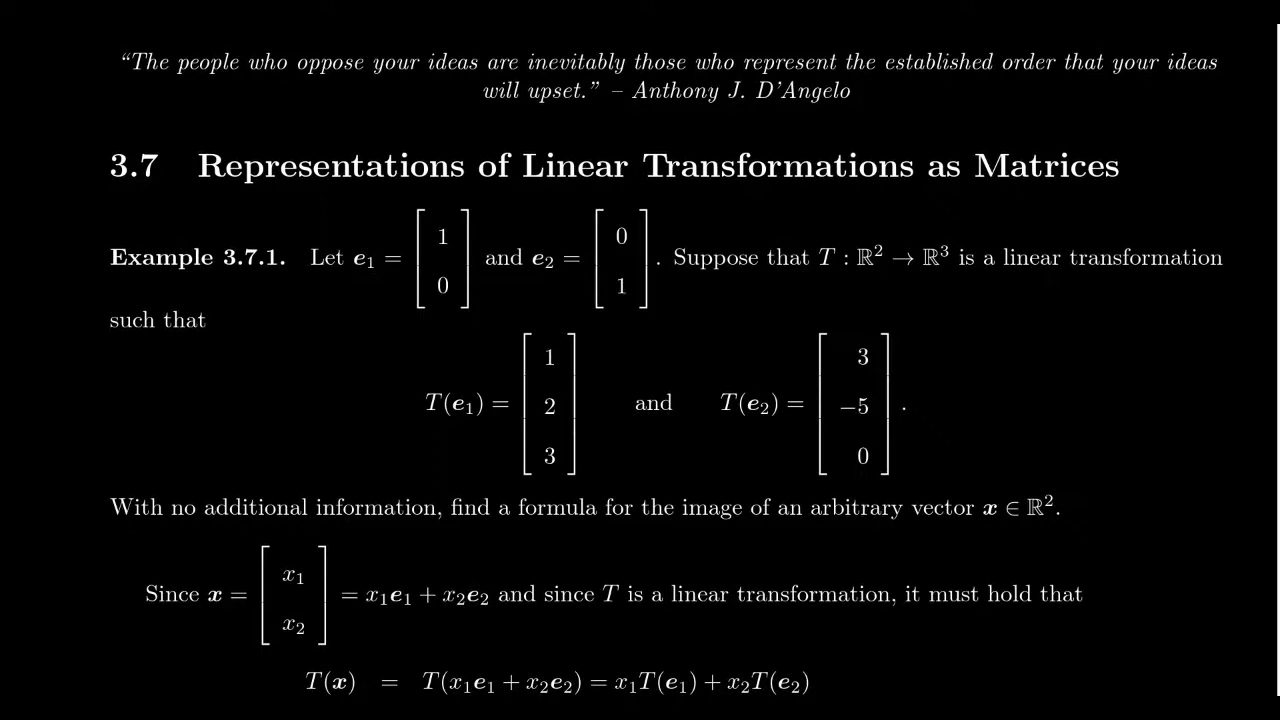 “The people who oppose your ideas are inevitably those who represent the established order that your ideas
will upset.” – Anthony J. D’Angelo
3.7 Representations of Linear Transformations as Matrices
Example 3.7.1. Let e₁ = [1 0] and e₂ = [0 1]. Suppose that T : ℝ² → ℝ³ is a linear transformation
such that
T(e₁) = [1 2 3] and T(e₂) = [3 −5 0].
With no additional information, find a formula for the image of an arbitrary vector x ∈ ℝ².
Since x = [x₁ x₂] = x₁e₁ + x₂e₂ and since T is a linear transformation, it must hold that
T(x) = T(x₁e₁ + x₂e₂) = x₁T(e₁) + x₂T(e₂)